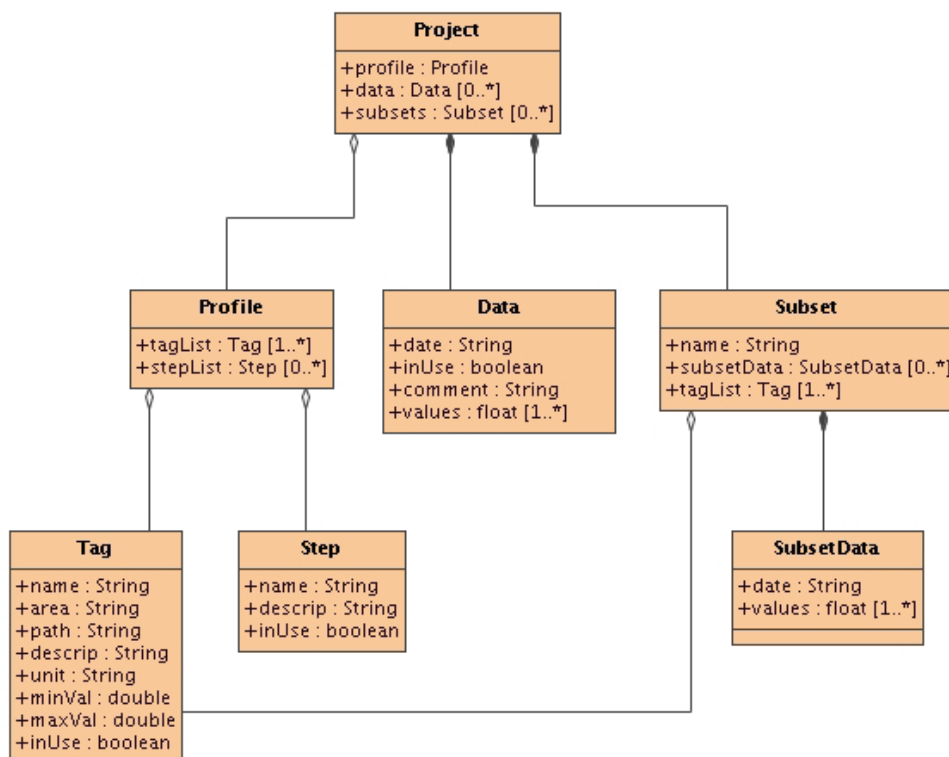 Project
+profile : Profile
+data : Data [0..*]
+subsets : Subset [0..*]
Profile
+tagList : Tag [1..*]
+stepList : Step [0..*]
Data
+date : String
+inUse : boolean
+comment : String
+values : float [1..*]
Subset
+name : String
+subsetData : SubsetData [0..*]
+tagList : Tag [1..*]
Tag
+name : String
+area : String
+path : String
+descrip : String
+unit : String
+minVal : double
+maxVal : double
+inUse : boolean
Step
+name : String
+descrip : String
+inUse : boolean
SubsetData
+date : String
+values : float [1..*]